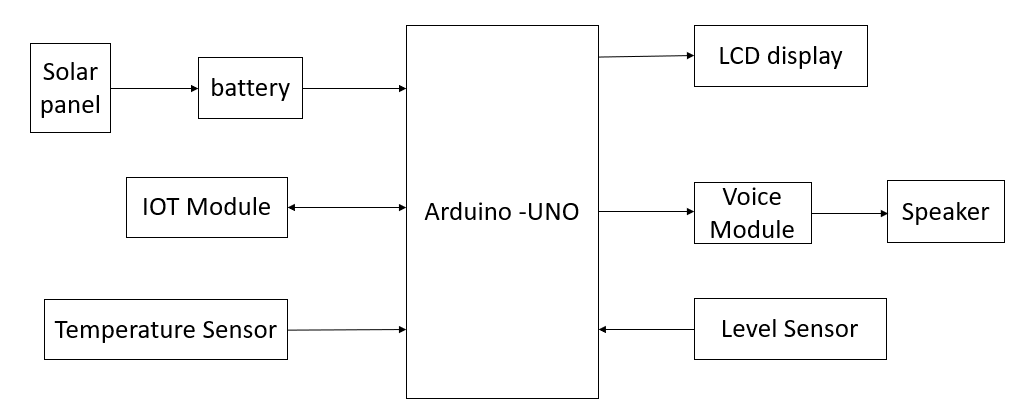 Solar
panel
battery
IOT Module
Temperature Sensor
Arduino -UNO
LCD display
Voice
Module
Speaker
Level Sensor